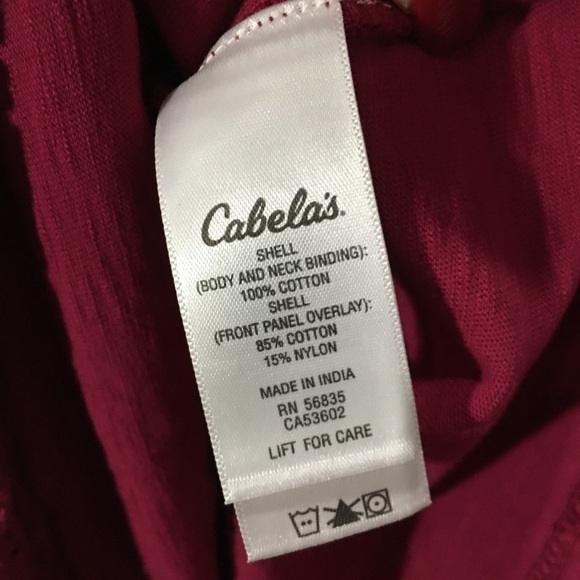 Cabela's.
SHELL
(BODY AND NECK BINDING):
100% COTTON
SHELL
(FRONT PANEL OVERLAY):
85% COTTON
15% NYLON
MADE IN INDIA
RN 56835
CA53602
LIFT FOR CARE